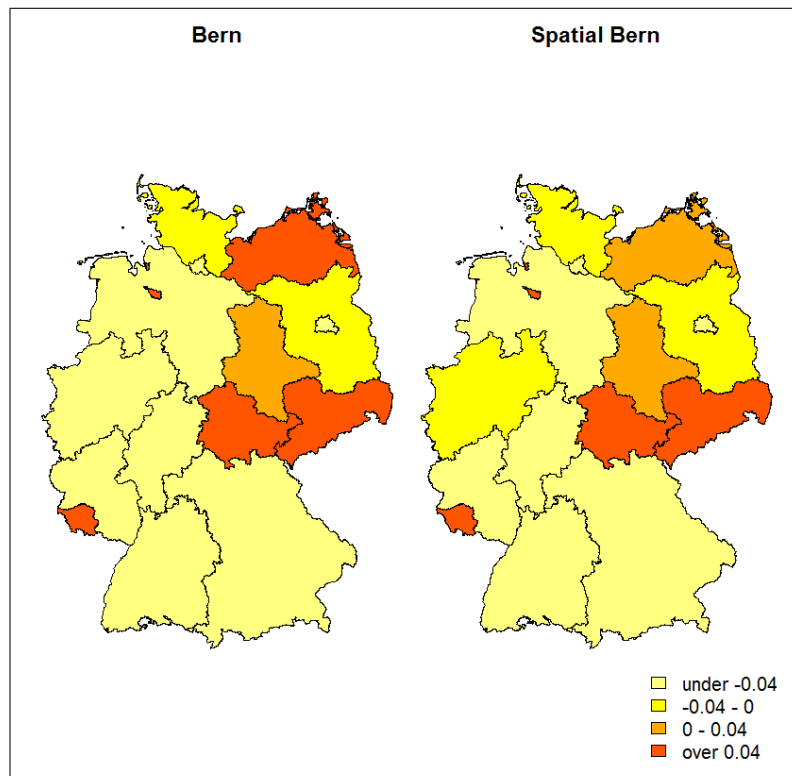 Bern
Spatial Bern
under -0.04
-0.04 - 0
0 - 0.04
over 0.04